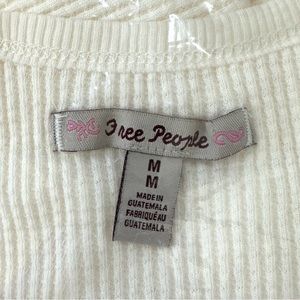 Free People
M
M
MADE IN
GUATEMALA
FABRIQUÉ AU
GUATEMALA